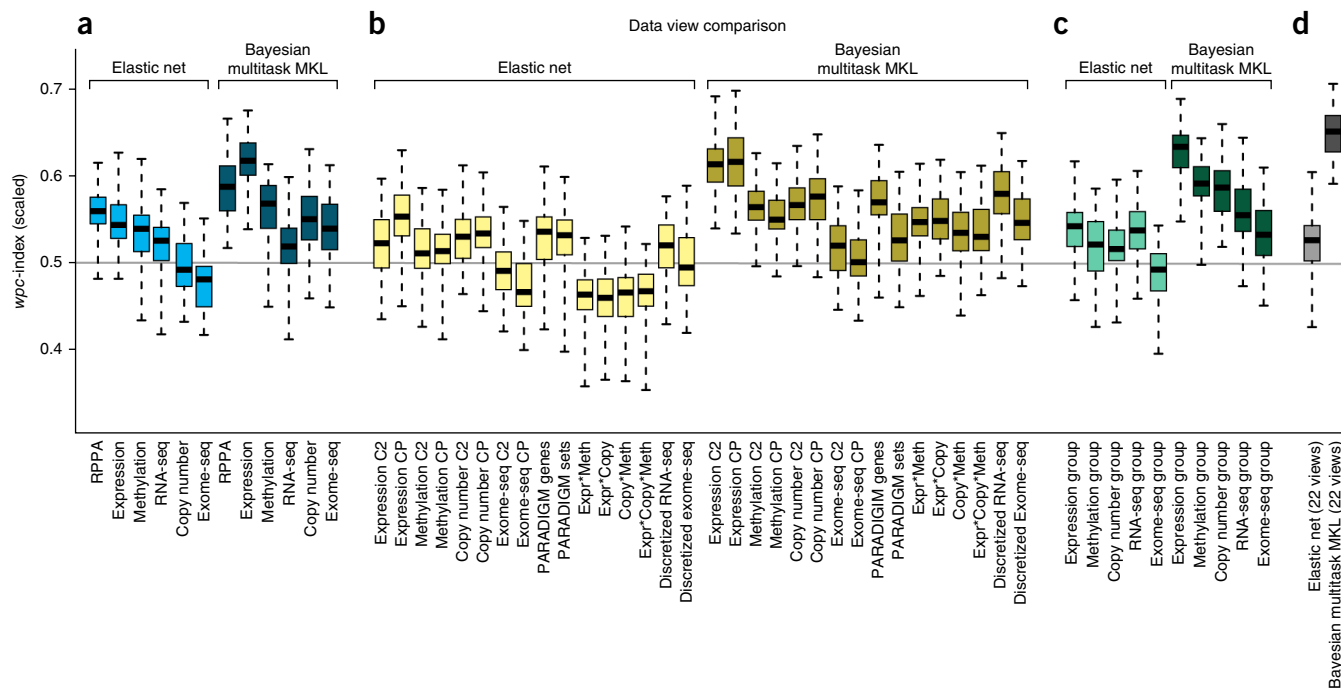 a
b
Data view comparison
c
d
Elastic net
Bayesian
multitask MKL
Elastic net
Bayesian
multitask MKL
Elastic net
Bayesian
multitask MKL
wpc-index (scaled)
0.7
0.6
0.5
0.4
RPPA
Expression
Methylation
RNA-seq
Copy number
Exome-seq
RPPA
Expression
Methylation
RNA-seq
Copy number
Exome-seq
Expression C2
Expression CP
Methylation C2
Methylation CP
Copy number C2
Copy number CP
Exome-seq C2
Exome-seq CP
PARADIGM genes
PARADIGM sets
Expr*Meth
Expr*Copy
Copy*Meth
Expr*Copy*Meth
Discretized RNA-seq
Discretized exome-seq
Expression C2
Expression CP
Methylation C2
Methylation CP
Copy number C2
Copy number CP
Exome-seq C2
Exome-seq CP
PARADIGM genes
PARADIGM sets
Expr*Meth
Expr*Copy
Copy*Meth
Expr*Copy*Meth
Discretized RNA-seq
Discretized Exome-seq
Expression group
Methylation group
Copy number group
RNA-seq group
Exome-seq group
Expression group
Methylation group
Copy number group
RNA-seq group
Exome-seq group
Elastic net (22 views)
Bayesian multitask MKL (22 views)